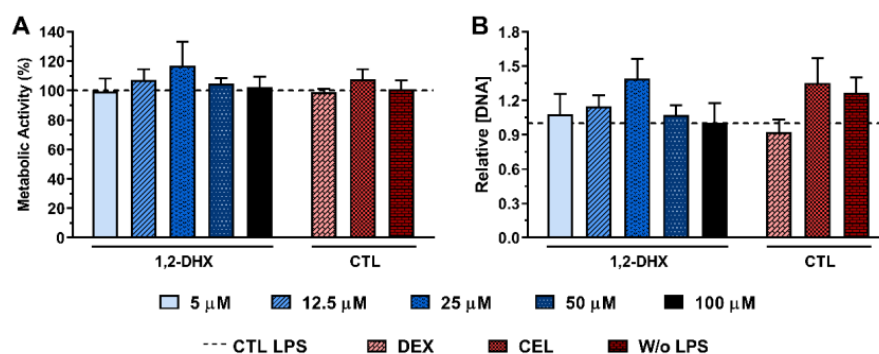 A
Metabolic Activity (%)
140
120
100
80
60
40
20
0
1,2-DHX
CTL
B
Relative [DNA]
1.8
1.5
1.2
0.9
0.6
0.3
0.0
1,2-DHX
CTL
5 μM
12.5 μM
25 μM
50 μM
100 μM
CTL LPS
DEX
CEL
W/o LPS